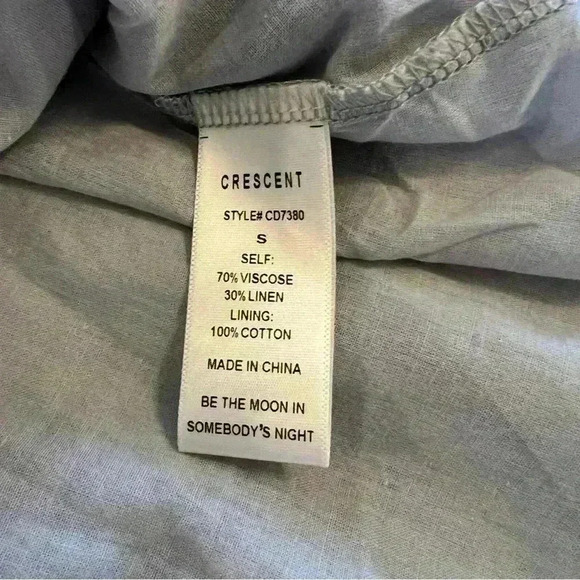 CRESCENT
STYLE# CD7380
S
SELF:
70% VISCOSE
30% LINEN
LINING:
100% COTTON
MADE IN CHINA
BE THE MOON IN
SOMEBODY'S NIGHT